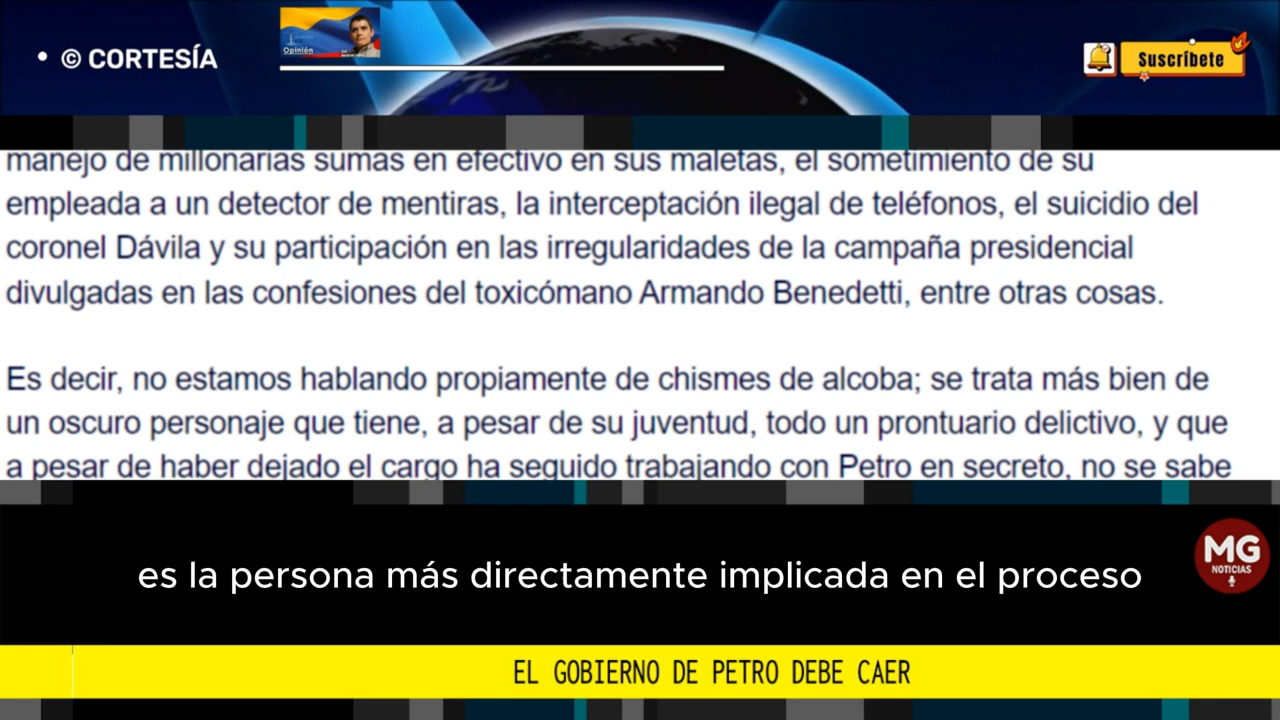 • © CORTESÍA
Opinión
Suscríbete
manejo de millonarias sumas en efectivo en sus maletas, el sometimiento de su
empleada a un detector de mentiras, la interceptación ilegal de teléfonos, el suicidio del
coronel Dávila y su participación en las irregularidades de la campaña presidencial
divulgadas en las confesiones del toxicómano Armando Benedetti, entre otras cosas.
Es decir, no estamos hablando propiamente de chismes de alcoba; se trata más bien de
un oscuro personaje que tiene, a pesar de su juventud, todo un prontuario delictivo, y que
a pesar de haber dejado el cargo ha seguido trabajando con Petro en secreto, no se sabe
MG
NOTICIAS
es la persona más directamente implicada en el proceso
EL GOBIERNO DE PETRO DEBE CAER